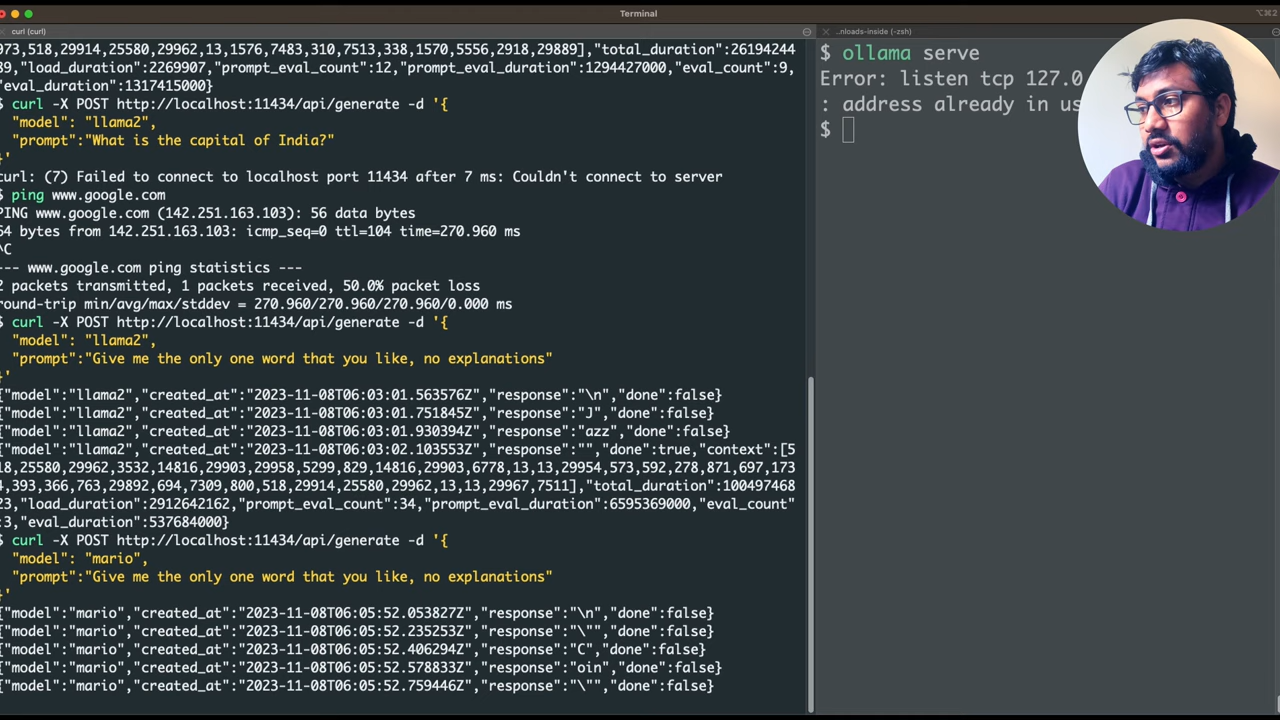 Terminal
⌥⌘2
curl (curl)
973,518,29914,25580,29962,13,1576,7483,310,7513,338,1570,5556,2918,29889],"total_duration":26194244
89,"load_duration":2269907,"prompt_eval_count":12,"prompt_eval_duration":1294427000,"eval_count":9,
"eval_duration":1317415000}
$ curl -X POST http://localhost:11434/api/generate -d '{
"model": "llama2",
"prompt":"What is the capital of India?"
}'
curl: (7) Failed to connect to localhost port 11434 after 7 ms: Couldn't connect to server
$ ping www.google.com
PING www.google.com (142.251.163.103): 56 data bytes
64 bytes from 142.251.163.103: icmp_seq=0 ttl=104 time=270.960 ms
^C
--- www.google.com ping statistics ---
2 packets transmitted, 1 packets received, 50.0% packet loss
round-trip min/avg/max/stddev = 270.960/270.960/270.960/0.000 ms
$ curl -X POST http://localhost:11434/api/generate -d '{
"model": "llama2",
"prompt":"Give me the only one word that you like, no explanations"
}'
{"model":"llama2","created_at":"2023-11-08T06:03:01.563576Z","response":"\n","done":false}
{"model":"llama2","created_at":"2023-11-08T06:03:01.751845Z","response":"J","done":false}
{"model":"llama2","created_at":"2023-11-08T06:03:01.930394Z","response":"azz","done":false}
{"model":"llama2","created_at":"2023-11-08T06:03:02.103553Z","response":"","done":true,"context":[5
18,25580,29962,3532,14816,29903,29958,5299,829,14816,29903,6778,13,13,29954,573,592,278,871,697,173
4,393,366,763,29892,694,7309,800,518,29914,25580,29962,13,13,29967,7511],"total_duration":100497468
23,"load_duration":2912642162,"prompt_eval_count":34,"prompt_eval_duration":6595369000,"eval_count"
:3,"eval_duration":537684000}
$ curl -X POST http://localhost:11434/api/generate -d '{
"model": "mario",
"prompt":"Give me the only one word that you like, no explanations"
}'
{"model":"mario","created_at":"2023-11-08T06:05:52.053827Z","response":"\n","done":false}
{"model":"mario","created_at":"2023-11-08T06:05:52.235253Z","response":"\"","done":false}
{"model":"mario","created_at":"2023-11-08T06:05:52.406294Z","response":"C","done":false}
{"model":"mario","created_at":"2023-11-08T06:05:52.578833Z","response":"oin","done":false}
{"model":"mario","created_at":"2023-11-08T06:05:52.759446Z","response":"\"","done":false}
..nloads-inside (-zsh)
$ ollama serve
Error: listen tcp 127.0
: address already in us
$